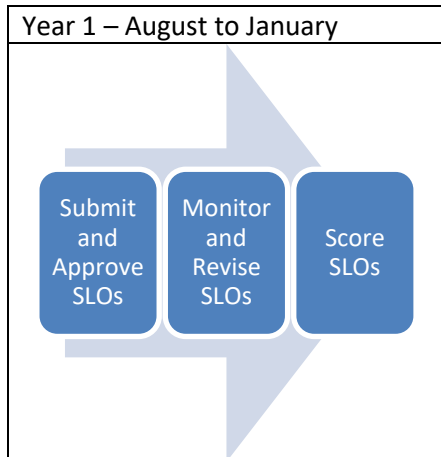 Year 1 – August to January
Submit
and
Approve
SLOs
Monitor
and
Revise
SLOs
Score
SLOs